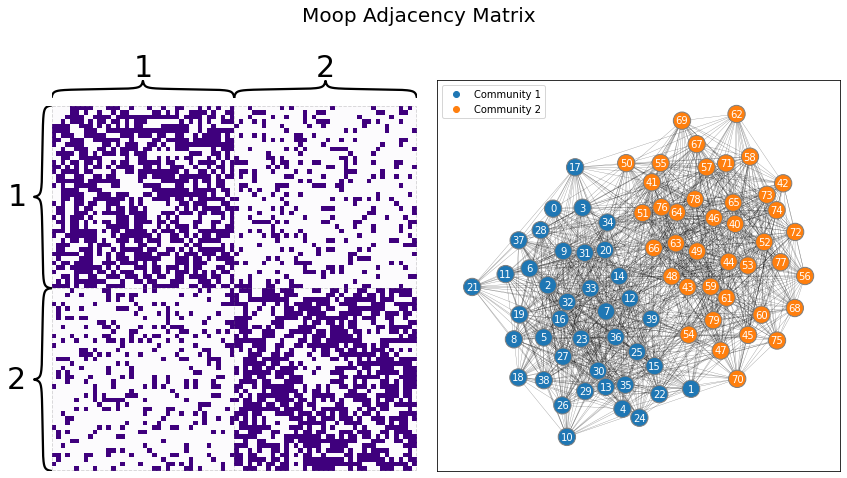 Moop Adjacency Matrix
1 2
1
2
Community 1
Community 2
62
69
67
58
50 55 57 71
17
41 42
73
78 65
0 3 51 76 64 74
46
34 40
28 72
37 52
9 31 20 66 63 49
44 53 77
11 6 14 48 56
21 2 33 43 59
12 61
32 7 68
19 16 39 79 60
8 5 23 36 54 45 75
25 47
27
15
18 38 30 70
29 13 35 22 1
26 4
24
10